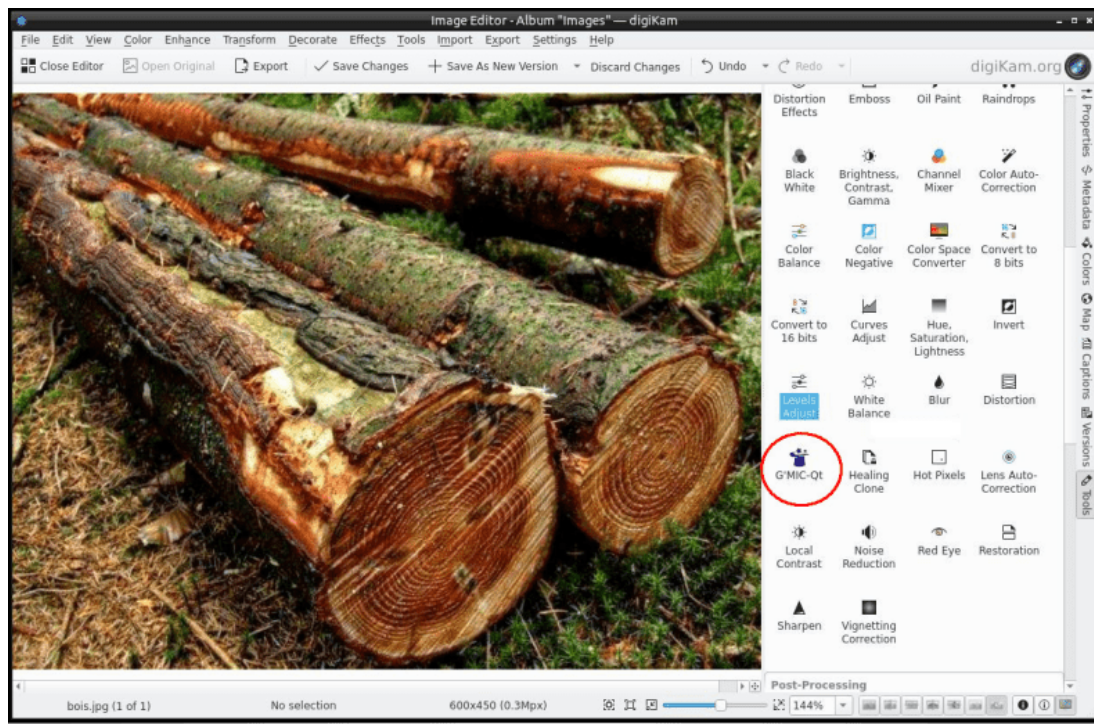 Image Editor - Album "Images" — digiKam
File Edit View Color Enhance Transform Decorate Effects Tools Import Export Settings Help
Close Editor Open Original Export Save Changes Save As New Version Discard Changes Undo Redo digiKam.org
Distortion Effects
Emboss
Oil Paint
Raindrops
Black White
Brightness, Contrast, Gamma
Channel Mixer
Color Auto-Correction
Color Balance
Color Negative
Color Space Converter
Convert to 8 bits
Convert to 16 bits
Curves Adjust
Hue, Saturation, Lightness
Invert
Levels Adjust
White Balance
Blur
Distortion
G'MIC-Qt
Healing Clone
Hot Pixels
Lens Auto-Correction
Local Contrast
Noise Reduction
Red Eye
Restoration
Sharpen
Vignetting Correction
Post-Processing
Properties
Metadata
Colors
Map
Captions
Versions
Tools
bois.jpg (1 of 1) No selection 600x450 (0.3Mpx) 144%